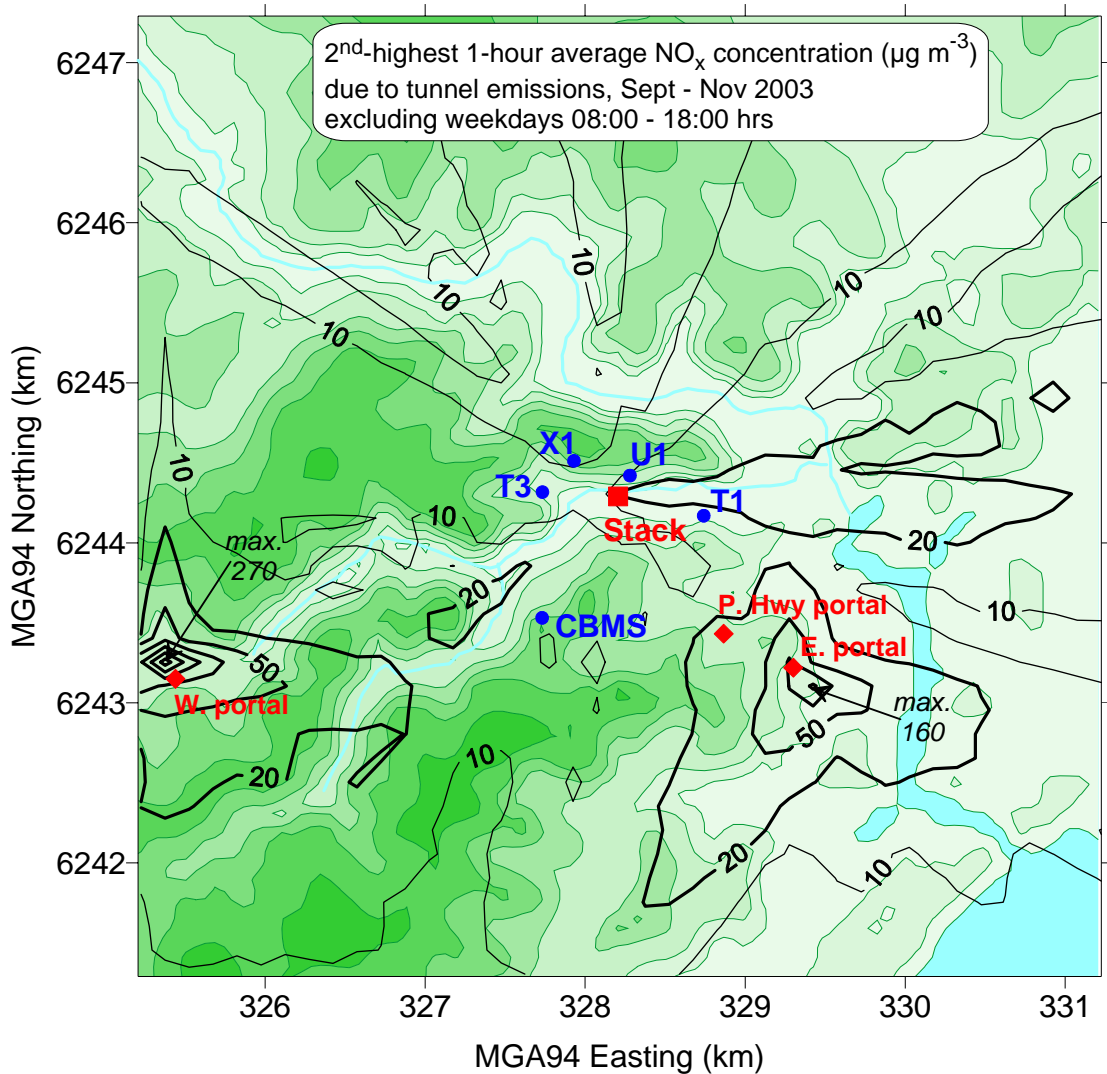 2nd-highest 1-hour average NOx concentration (µg m-3)
due to tunnel emissions, Sept - Nov 2003
excluding weekdays 08:00 - 18:00 hrs
6247
6246
6245
6244
6243
6242
MGA94 Northing (km)
10
10
10
10
10
10
X1
U1
T3
T1
Stack
10
20
max.
270
20
P. Hwy portal
10
CBMS
E. portal
50
W. portal
max.
160
50
10
20
20
10
326
327
328
329
330
331
MGA94 Easting (km)